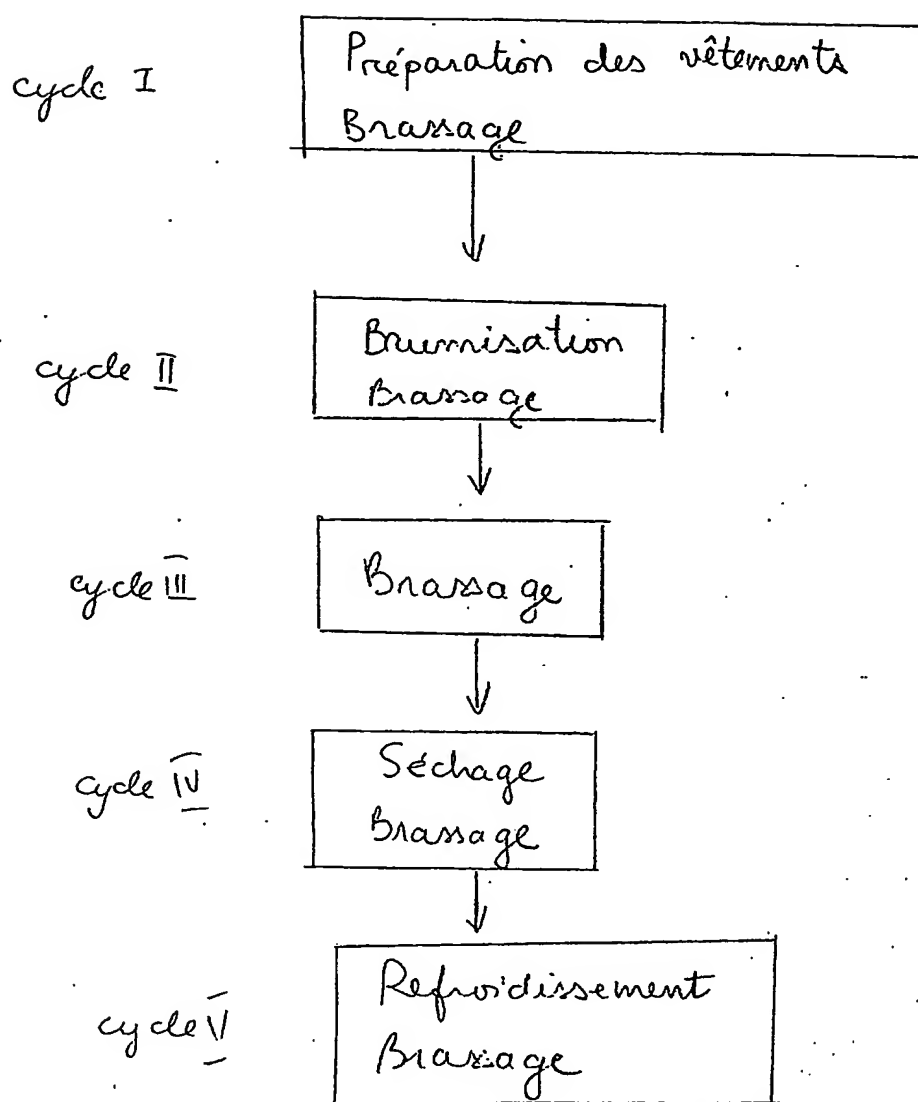 cycle I
Préparation des vêtements
Brassage
cycle II
Brumisation
Brassage
cycle III
Brassage
cycle IV
Séchage
Brassage
cycle V
Refroidissement
Brassage